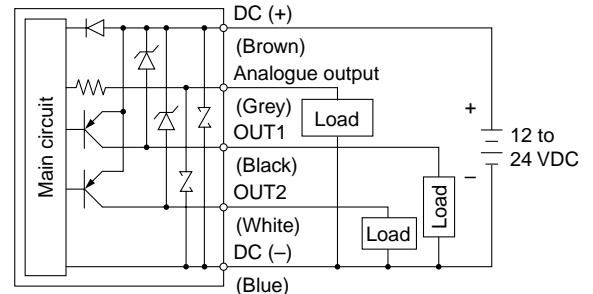 DC (+)
(Brown)
Analogue output
(Grey)
OUT1
(Black)
OUT2
(White)
DC (–)
(Blue)
Main circuit
Load
Load
Load
+
12 to
24 VDC
–